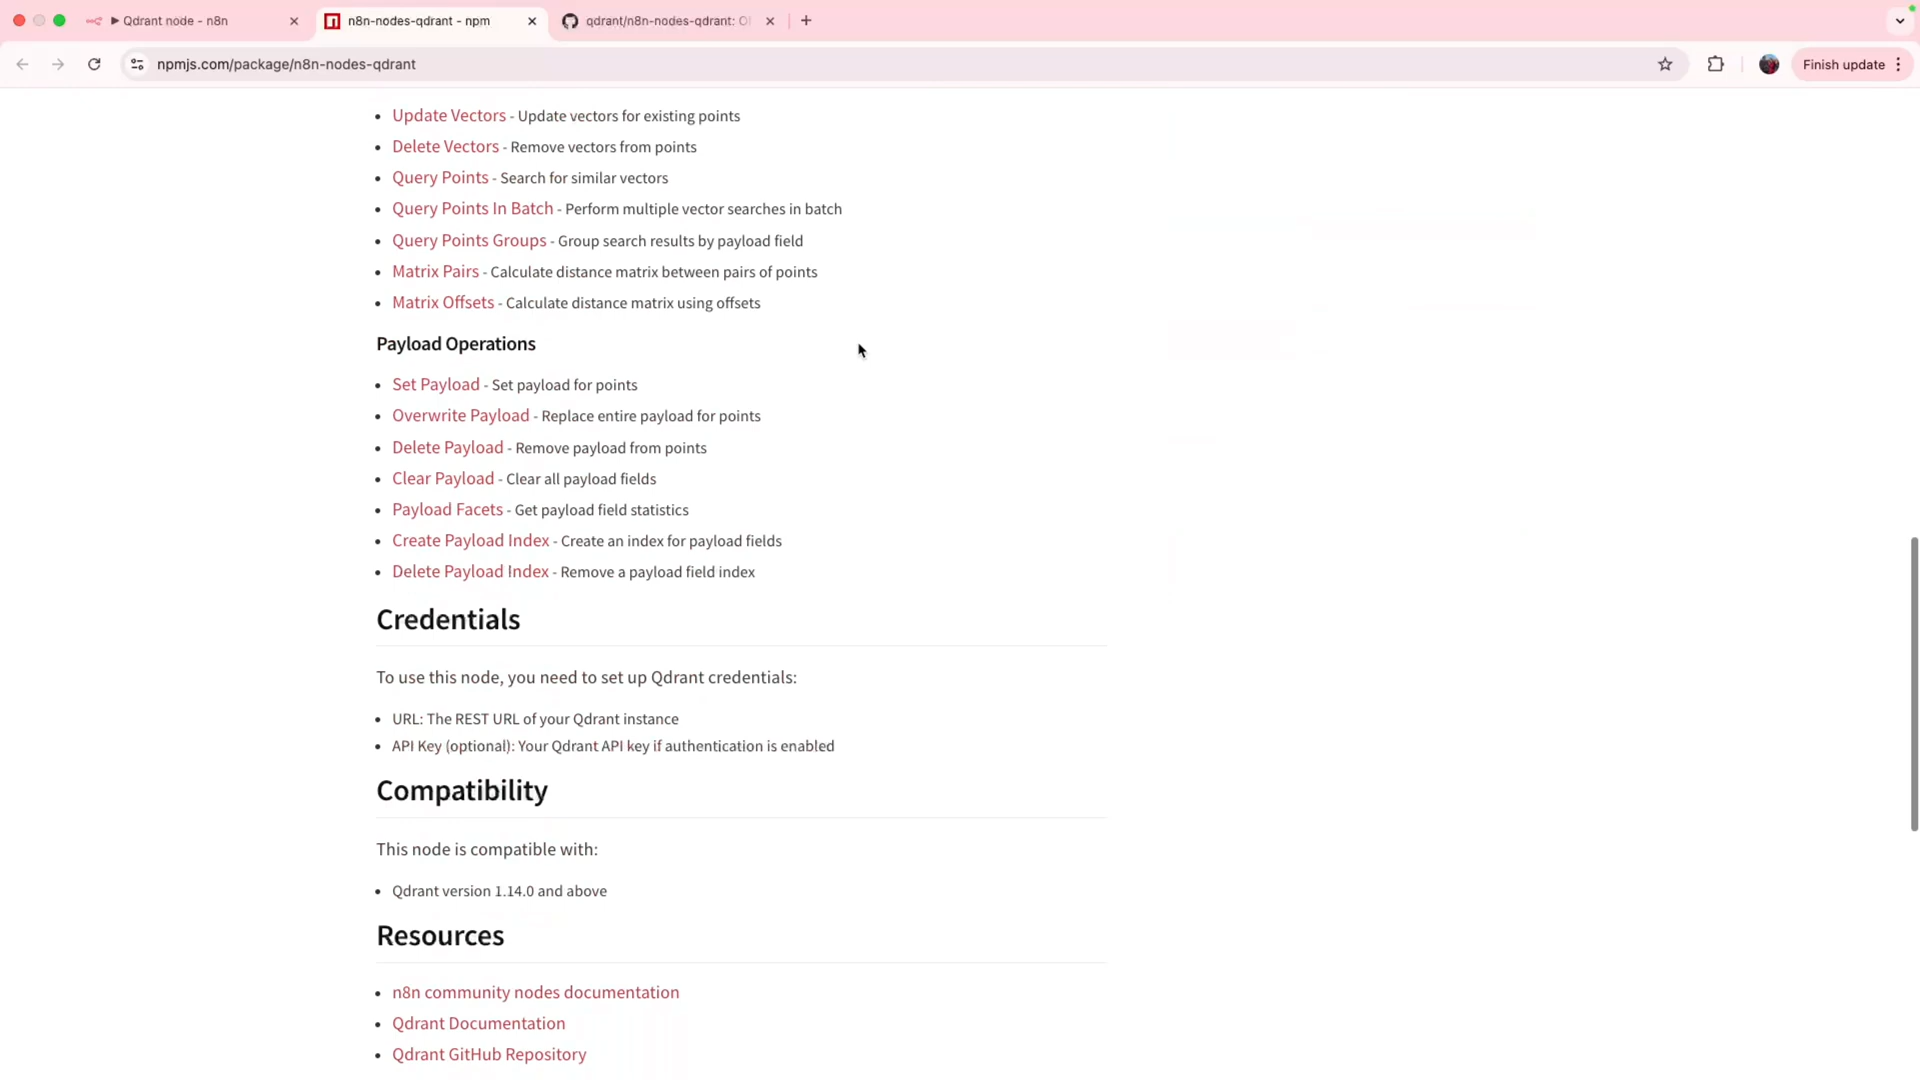 Qdrant node - n8n
n8n-nodes-qdrant - npm
qdrant/n8n-nodes-qdrant: O
npmjs.com/package/n8n-nodes-qdrant
Finish update
Update Vectors - Update vectors for existing points
Delete Vectors - Remove vectors from points
Query Points - Search for similar vectors
Query Points In Batch - Perform multiple vector searches in batch
Query Points Groups - Group search results by payload field
Matrix Pairs - Calculate distance matrix between pairs of points
Matrix Offsets - Calculate distance matrix using offsets
Payload Operations
Set Payload - Set payload for points
Overwrite Payload - Replace entire payload for points
Delete Payload - Remove payload from points
Clear Payload - Clear all payload fields
Payload Facets - Get payload field statistics
Create Payload Index - Create an index for payload fields
Delete Payload Index - Remove a payload field index
Credentials
To use this node, you need to set up Qdrant credentials:
URL: The REST URL of your Qdrant instance
API Key (optional): Your Qdrant API key if authentication is enabled
Compatibility
This node is compatible with:
Qdrant version 1.14.0 and above
Resources
n8n community nodes documentation
Qdrant Documentation
Qdrant GitHub Repository